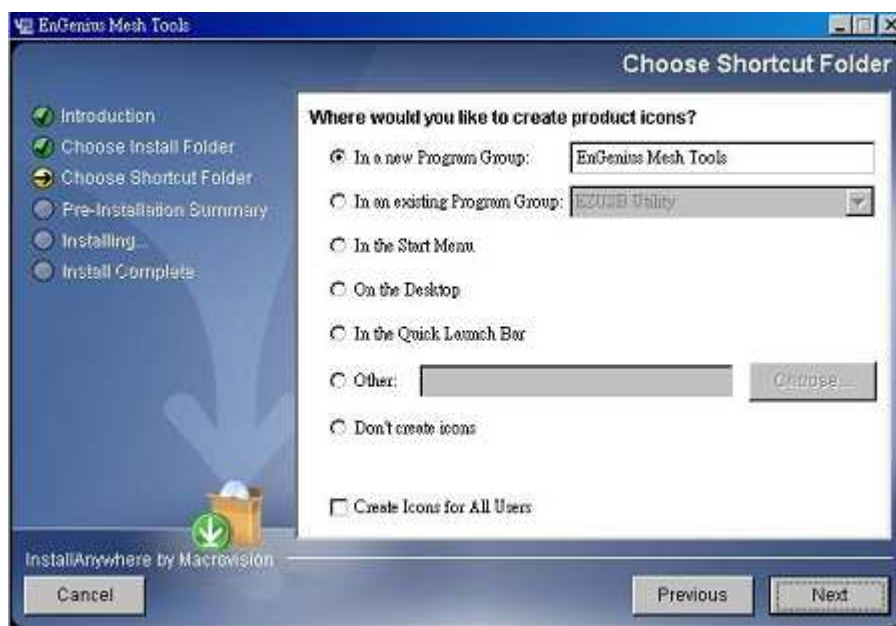 EnGenius Mesh Tools
Choose Shortcut Folder
Introduction
Choose Install Folder
Choose Shortcut Folder
Pre-Installation Summary
Installing...
Install Complete
Where would you like to create product icons?
In a new Program Group: EnGenius Mesh Tools
In an existing Program Group: EZUSB Utility
In the Start Menu
On the Desktop
In the Quick Launch Bar
Other: Choose...
Don't create icons
Create Icons for All Users
InstallAnywhere by Macrovision
Cancel Previous Next